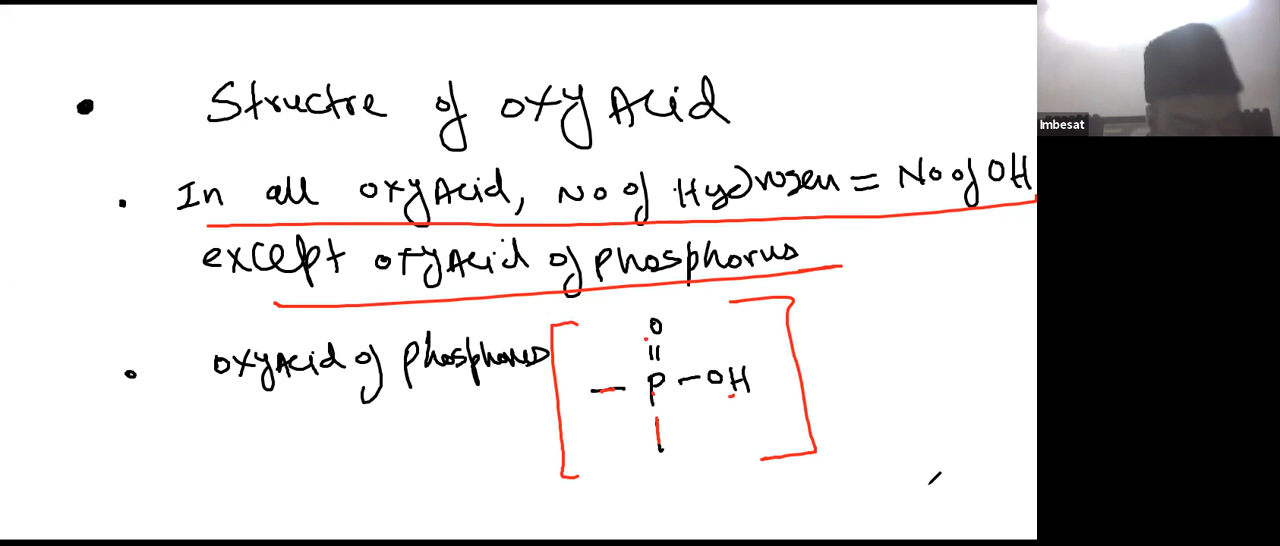 • Structre of oxyAcid
• In all oxyAcid, No of Hydrogen = No of OH
except oxyAcid of phosphorus
• oxyAcid of phosphorus
O
||
— P — OH
|
Imbesat